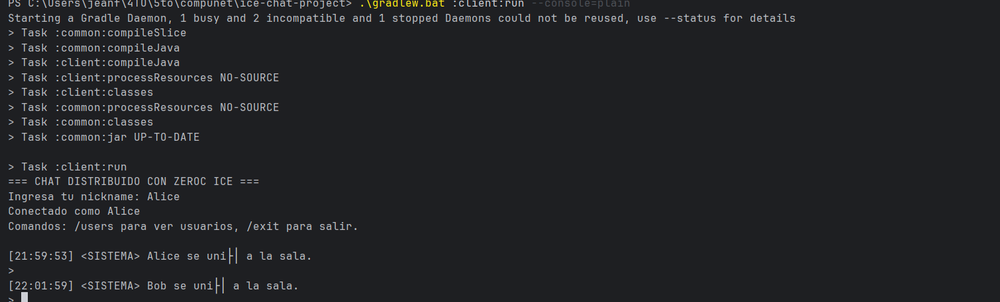 PS C:\Users\jeanf\4TO\5to\compunet\ice-chat-project> .\gradlew.bat :client:run --console=plain
Starting a Gradle Daemon, 1 busy and 2 incompatible and 1 stopped Daemons could not be reused, use --status for details
> Task :common:compileSlice
> Task :common:compileJava
> Task :client:compileJava
> Task :client:processResources NO-SOURCE
> Task :client:classes
> Task :common:processResources NO-SOURCE
> Task :common:classes
> Task :common:jar UP-TO-DATE
> Task :client:run
=== CHAT DISTRIBUIDO CON ZEROC ICE ===
Ingresa tu nickname: Alice
Conectado como Alice
Comandos: /users para ver usuarios, /exit para salir.
[21:59:53] <SISTEMA> Alice se uni├│ a la sala.
>
[22:01:59] <SISTEMA> Bob se uni├│ a la sala.
>